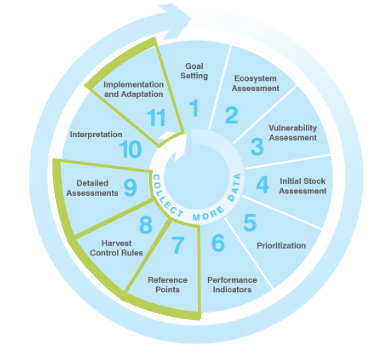 Goal
Setting
1
Ecosystem
Assessment
2
Vulnerability
Assessment
3
Initial Stock
Assessment
4
Prioritization
5
Performance
Indicators
6
Reference
Points
7
Harvest
Control Rules
8
Detailed
Assessments
9
Interpretation
10
Implementation
and Adaptation
11
COLLECT MORE DATA